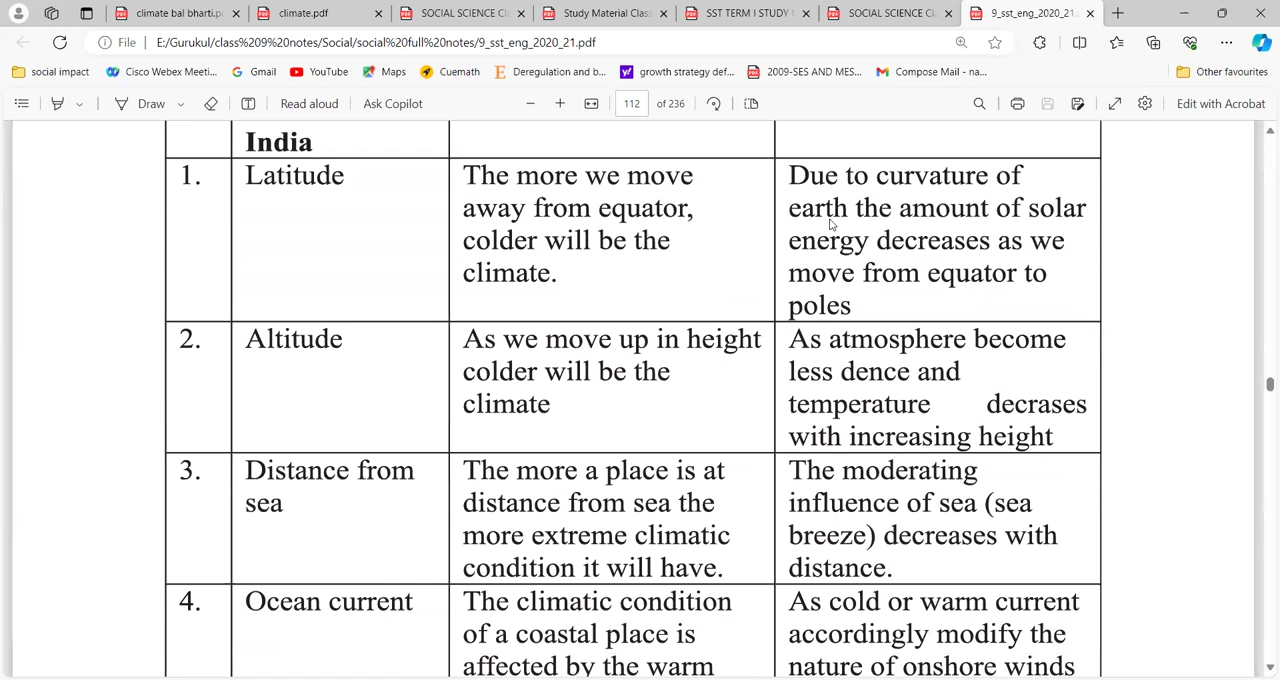 climate bal bharti.p
climate.pdf
SOCIAL SCIENCE Cl
Study Material Clas
SST TERM I STUDY M
SOCIAL SCIENCE Cl
9_sst_eng_2020_21.
File
E:/Gurukul/class%209%20notes/Social/social%20full%20notes/9_sst_eng_2020_21.pdf
social impact
Cisco Webex Meeti...
Gmail
YouTube
Maps
Cuemath
Deregulation and b...
growth strategy def...
2009-SES AND MES...
Compose Mail - na...
Other favourites
Draw
Read aloud
Ask Copilot
112
of 236
Edit with Acrobat
India
1.
Latitude
The more we move
away from equator,
colder will be the
climate.
Due to curvature of
earth the amount of solar
energy decreases as we
move from equator to
poles
2.
Altitude
As we move up in height
colder will be the
climate
As atmosphere become
less dence and
temperature decrases
with increasing height
3.
Distance from
sea
The more a place is at
distance from sea the
more extreme climatic
condition it will have.
The moderating
influence of sea (sea
breeze) decreases with
distance.
4.
Ocean current
The climatic condition
of a coastal place is
affected by the warm
As cold or warm current
accordingly modify the
nature of onshore winds